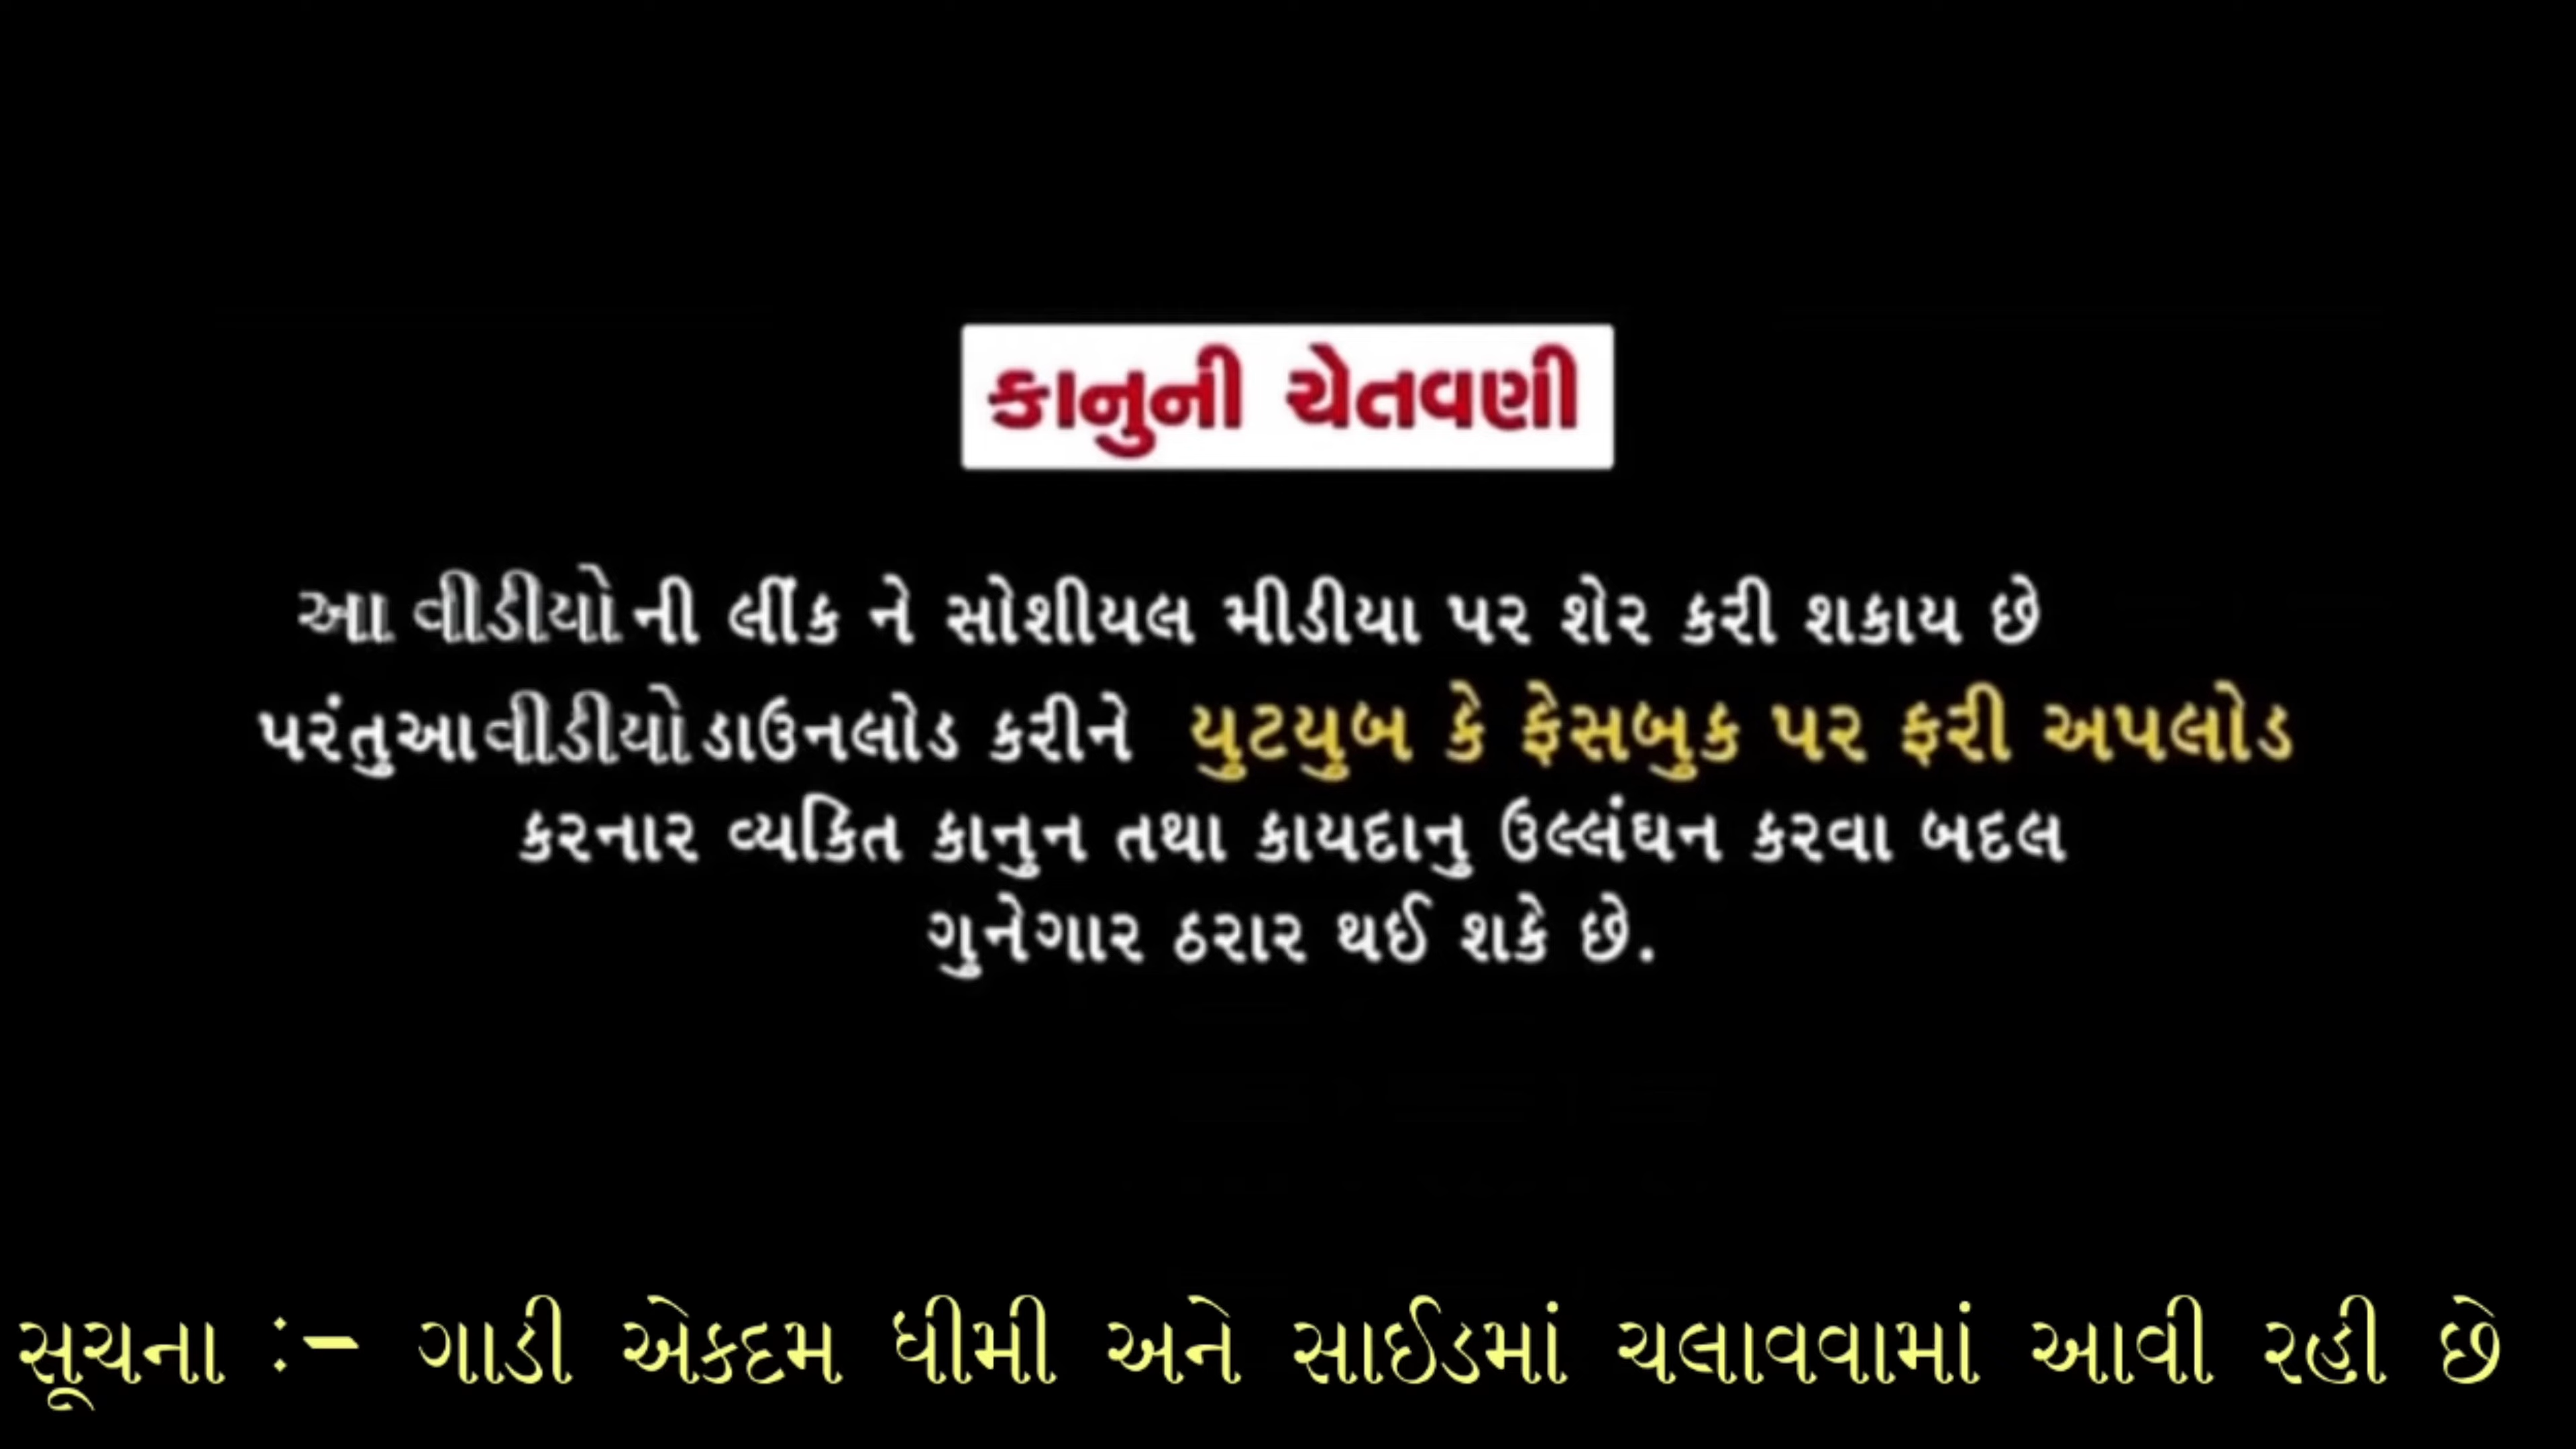 કાનુની ચેતવણી
આ વીડીયો ની લીંક ને સોશીયલ મીડીયા પર શેર કરી શકાય છે
પરંતુઆવીડીયો ડાઉનલોડ કરીને યુટયુબ કે ફેસબુક પર ફરી અપલોડ
કરનાર વ્યકિત કાનુન તથા કાયદાનુ ઉલ્લંઘન કરવા બદલ
ગુનેગાર ઠરાર થઈ શકે છે.
સૂચના :- ગાડી એકદમ ધીમી અને સાઈડમાં ચલાવવામાં આવી રહી છે